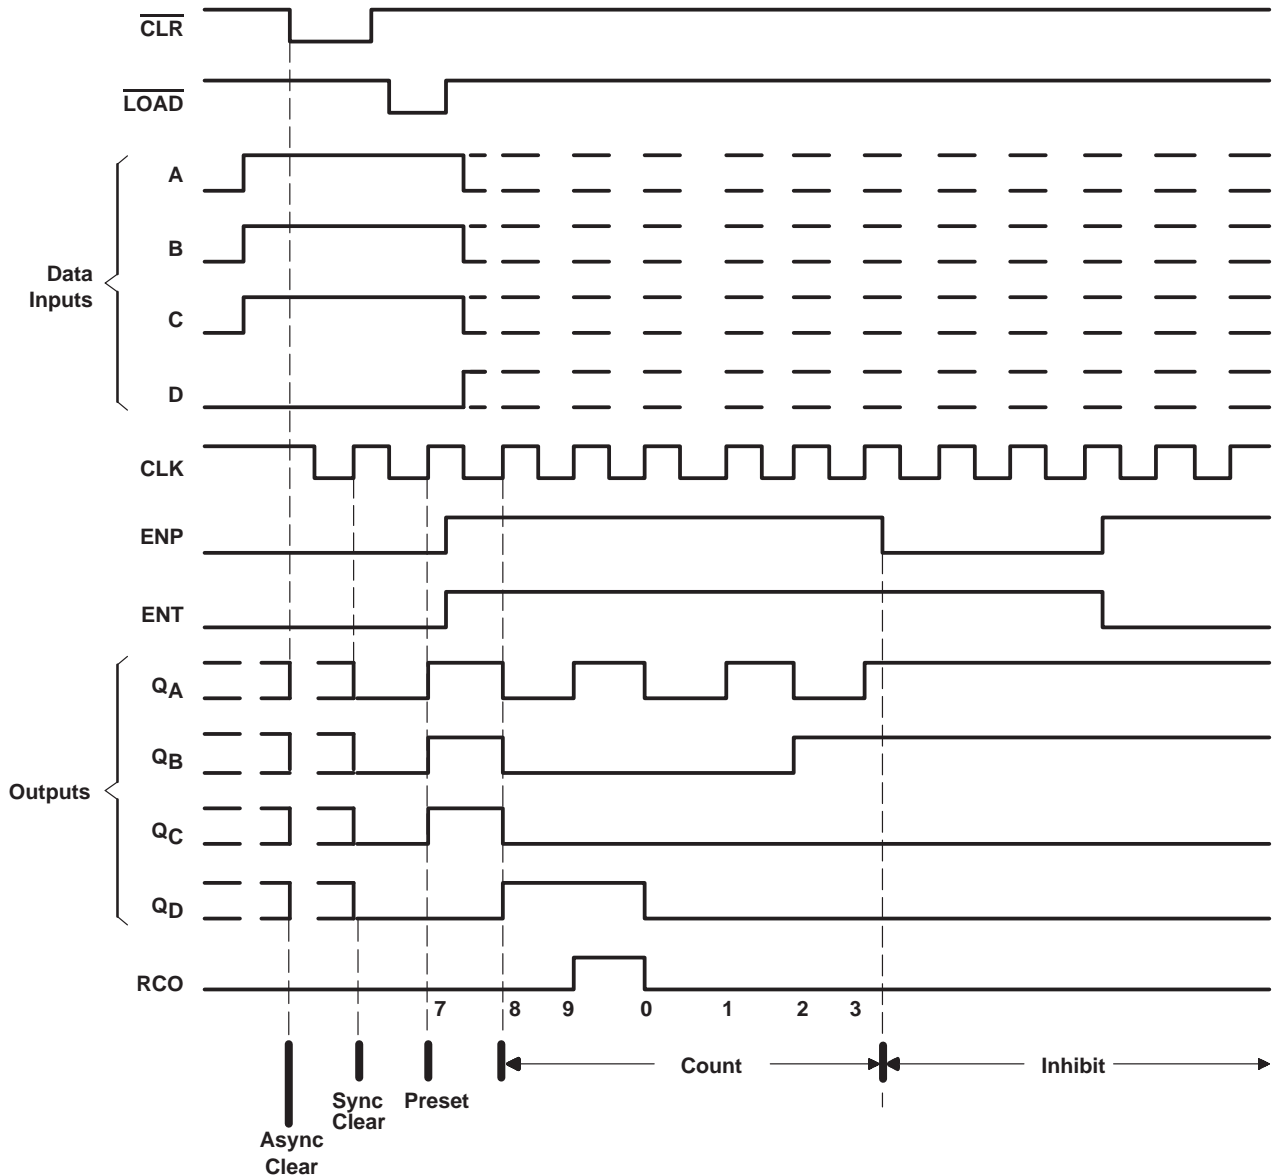 CLR
LOAD
A
B
Data
Inputs
C
D
CLK
ENP
ENT
QA
QB
Outputs
QC
QD
RCO
7 8 9 0 1 2 3
Count
Inhibit
Sync
Clear
Preset
Async
Clear